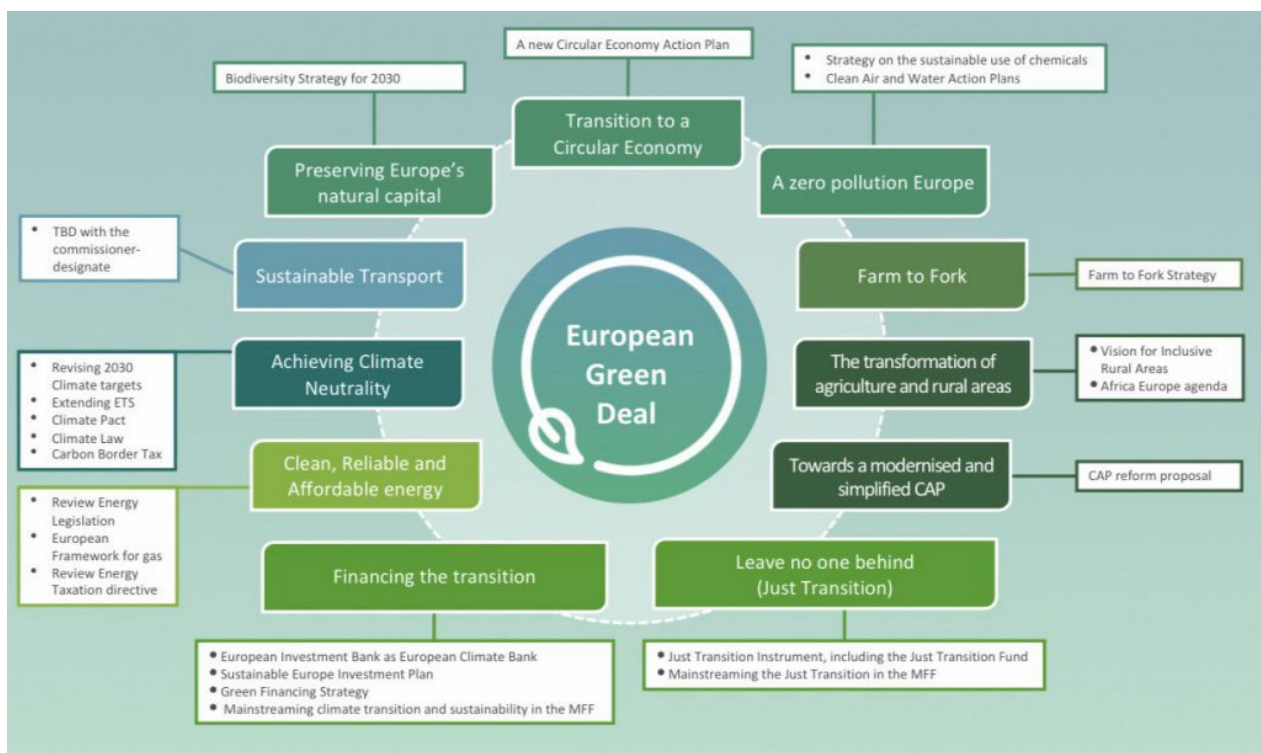 A new Circular Economy Action Plan
Biodiversity Strategy for 2030
• Strategy on the sustainable use of chemicals
• Clean Air and Water Action Plans
Transition to a
Circular Economy
Preserving Europe's
natural capital
A zero pollution Europe
• TBD with the
commissioner-
designate
Sustainable Transport
Farm to Fork
Farm to Fork Strategy
European
Green
Deal
• Revising 2030
Climate targets
• Extending ETS
• Climate Pact
• Climate Law
• Carbon Border Tax
Achieving Climate
Neutrality
The transformation of
agriculture and rural areas
• Vision for Inclusive
Rural Areas
• Africa Europe agenda
Clean, Reliable and
Affordable energy
Towards a modernised and
simplified CAP
CAP reform proposal
• Review Energy
Legislation
• European
Framework for gas
• Review Energy
Taxation directive
Financing the transition
Leave no one behind
(Just Transition)
• European Investment Bank as European Climate Bank
• Sustainable Europe Investment Plan
• Green Financing Strategy
• Mainstreaming climate transition and sustainability in the MFF
• Just Transition Instrument, including the Just Transition Fund
• Mainstreaming the Just Transition in the MFF